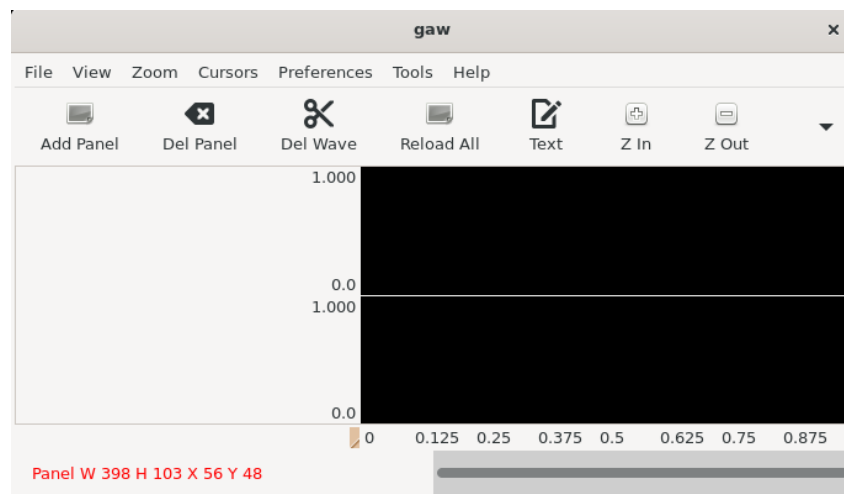 gaw
File View Zoom Cursors Preferences Tools Help
Add Panel Del Panel Del Wave Reload All Text Z In Z Out
1.000
0.0
1.000
0.0
0 0.125 0.25 0.375 0.5 0.625 0.75 0.875
Panel W 398 H 103 X 56 Y 48